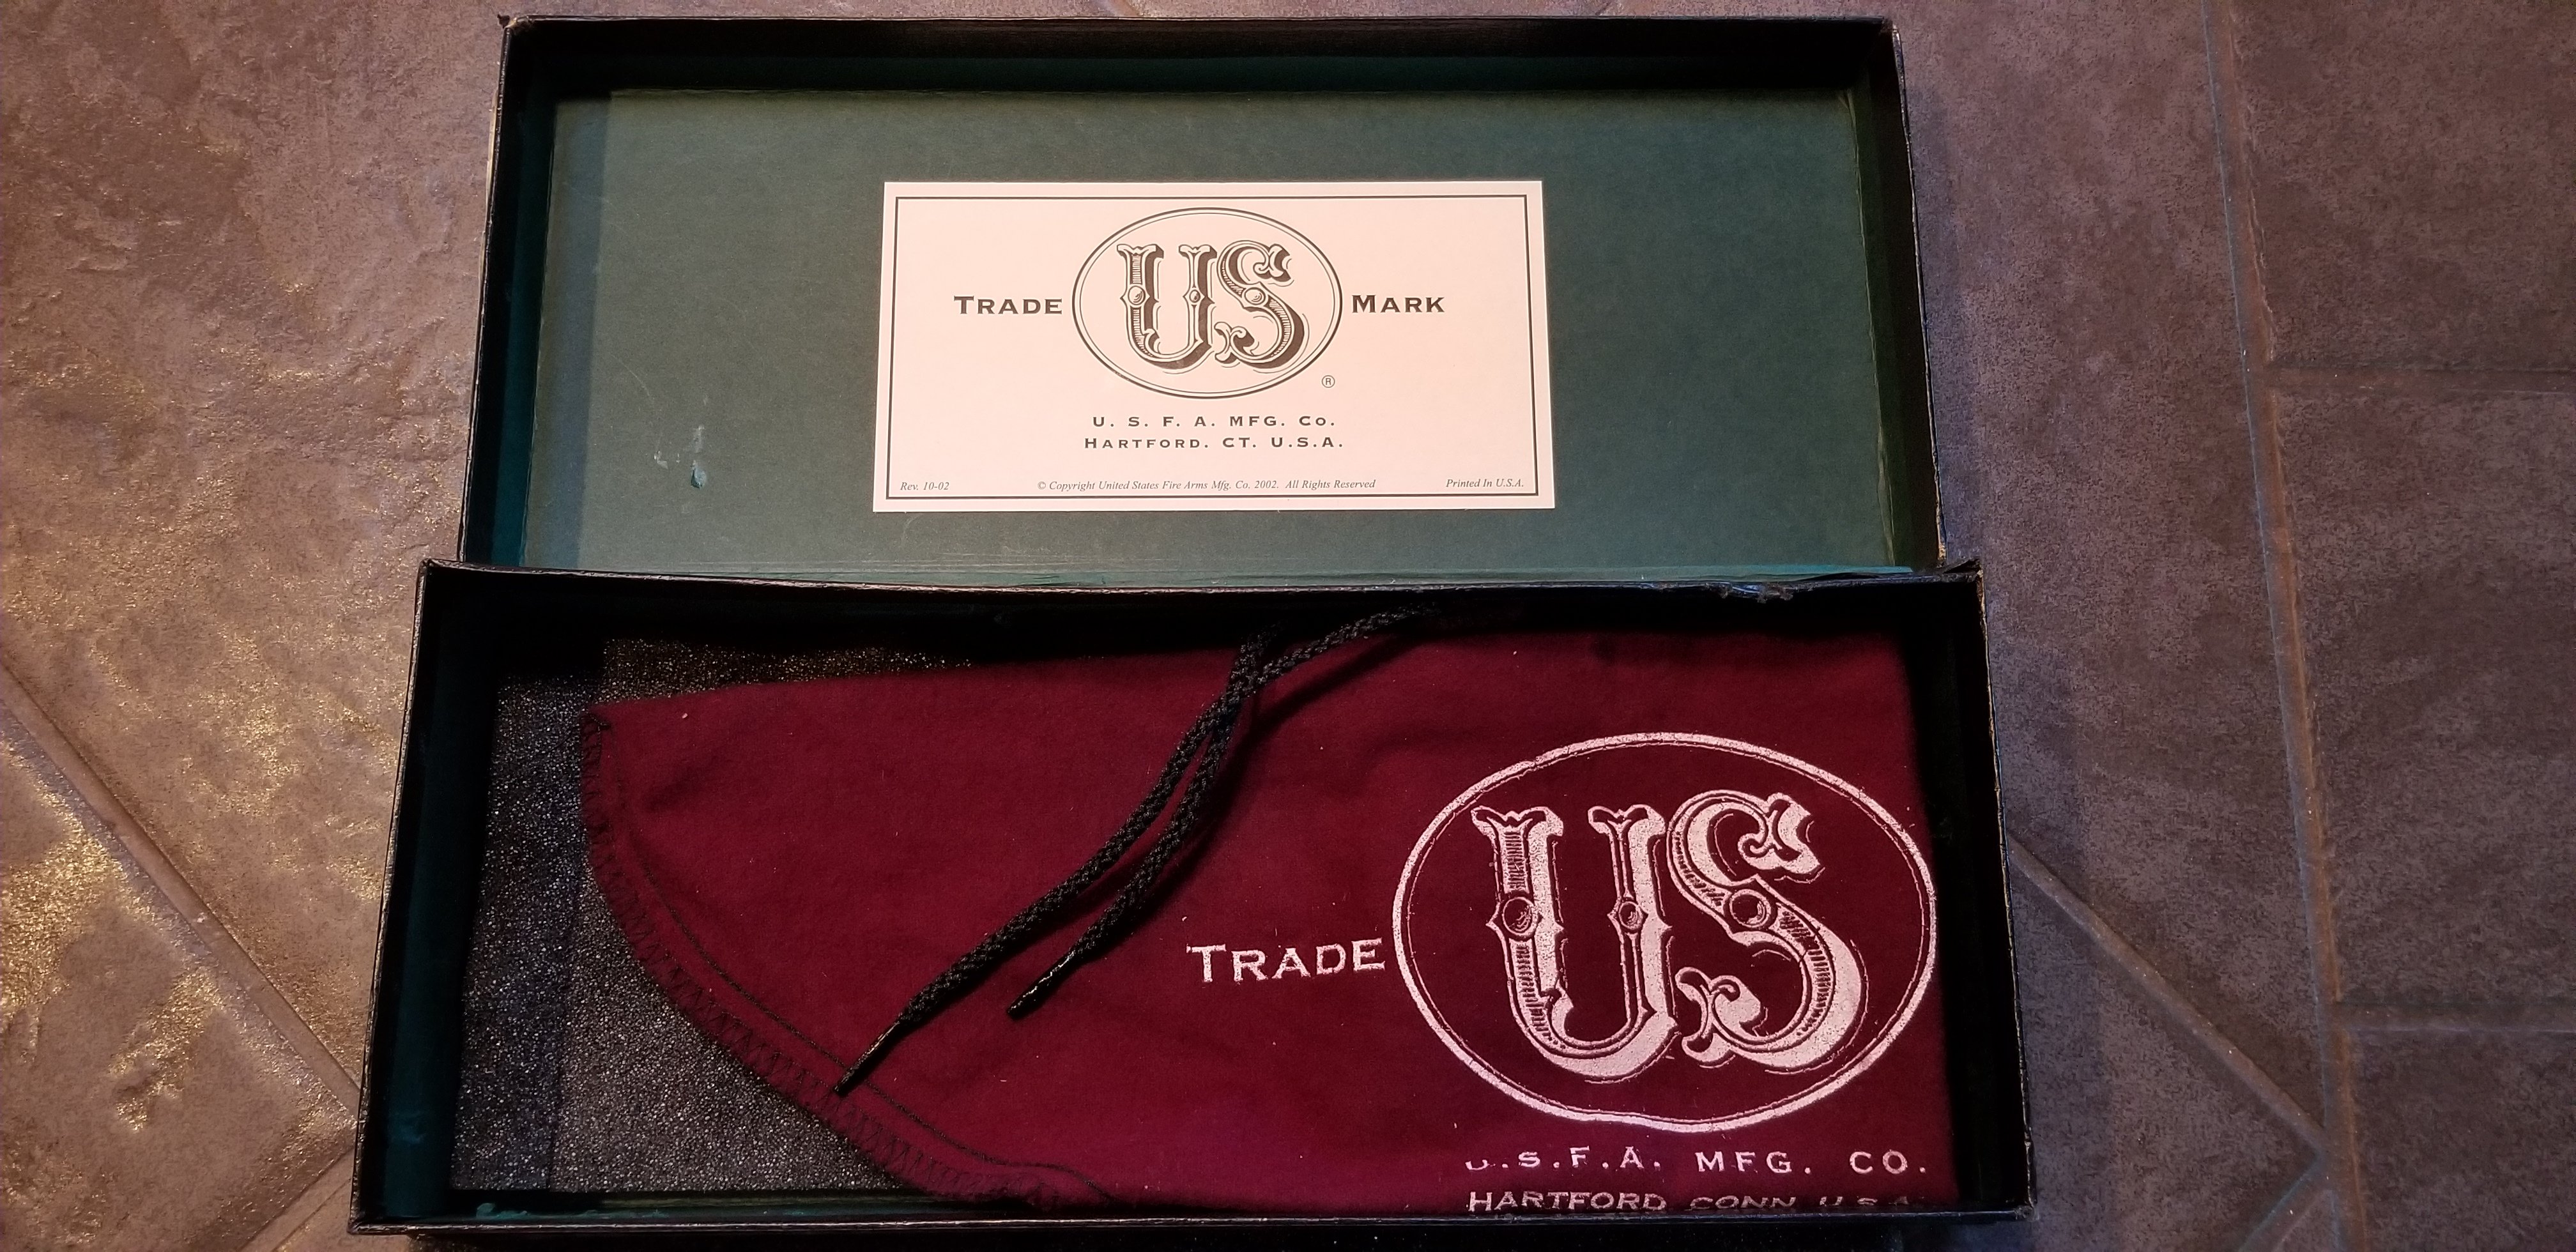 TRADE US MARK
®
U. S. F. A. MFG. Co.
HARTFORD. CT. U.S.A.
Rev. 10-02 © Copyright United States Fire Arms Mfg. Co. 2002. All Rights Reserved Printed In U.S.A.
TRADE US
U.S.F.A. MFG. CO.
HARTFORD CONN U.S.A.